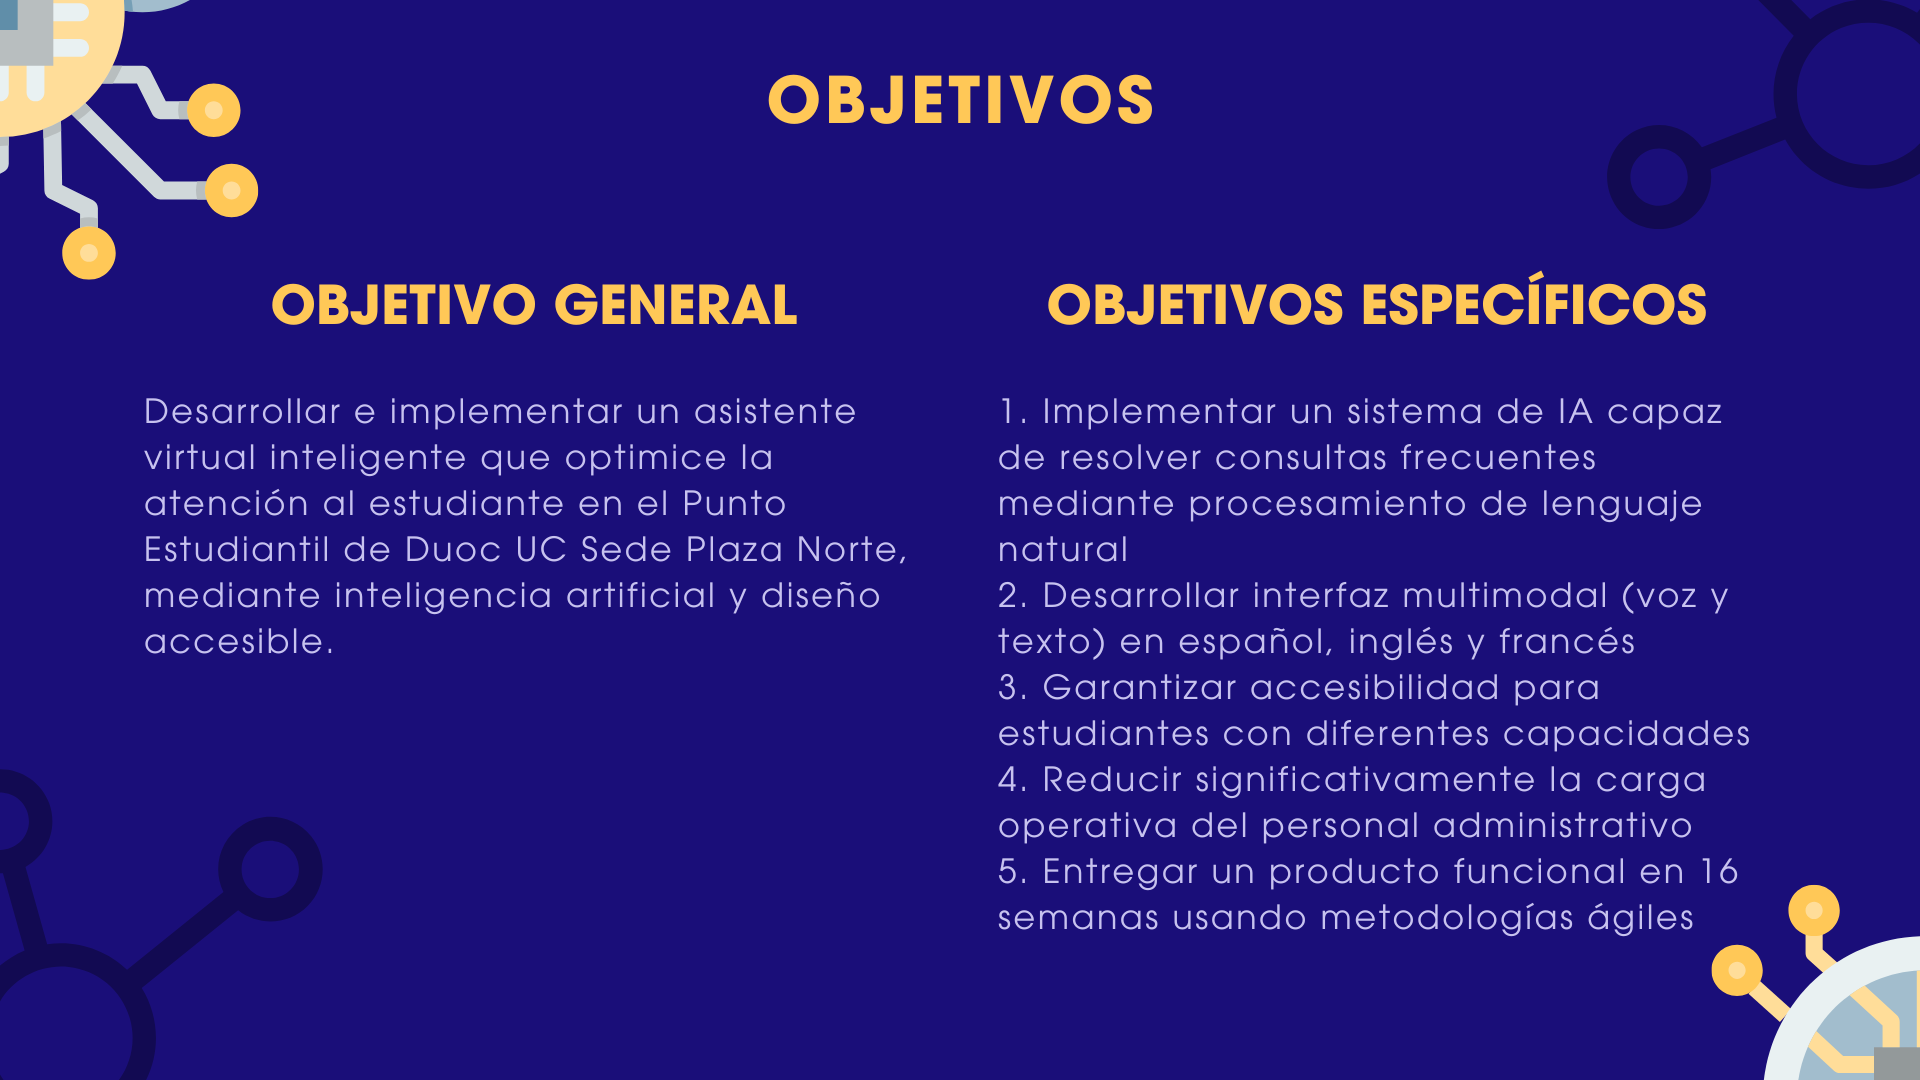 OBJETIVOS
OBJETIVO GENERAL
Desarrollar e implementar un asistente
virtual inteligente que optimice la
atención al estudiante en el Punto
Estudiantil de Duoc UC Sede Plaza Norte,
mediante inteligencia artificial y diseño
accesible.
OBJETIVOS ESPECÍFICOS
1. Implementar un sistema de IA capaz
de resolver consultas frecuentes
mediante procesamiento de lenguaje
natural
2. Desarrollar interfaz multimodal (voz y
texto) en español, inglés y francés
3. Garantizar accesibilidad para
estudiantes con diferentes capacidades
4. Reducir significativamente la carga
operativa del personal administrativo
5. Entregar un producto funcional en 16
semanas usando metodologías ágiles